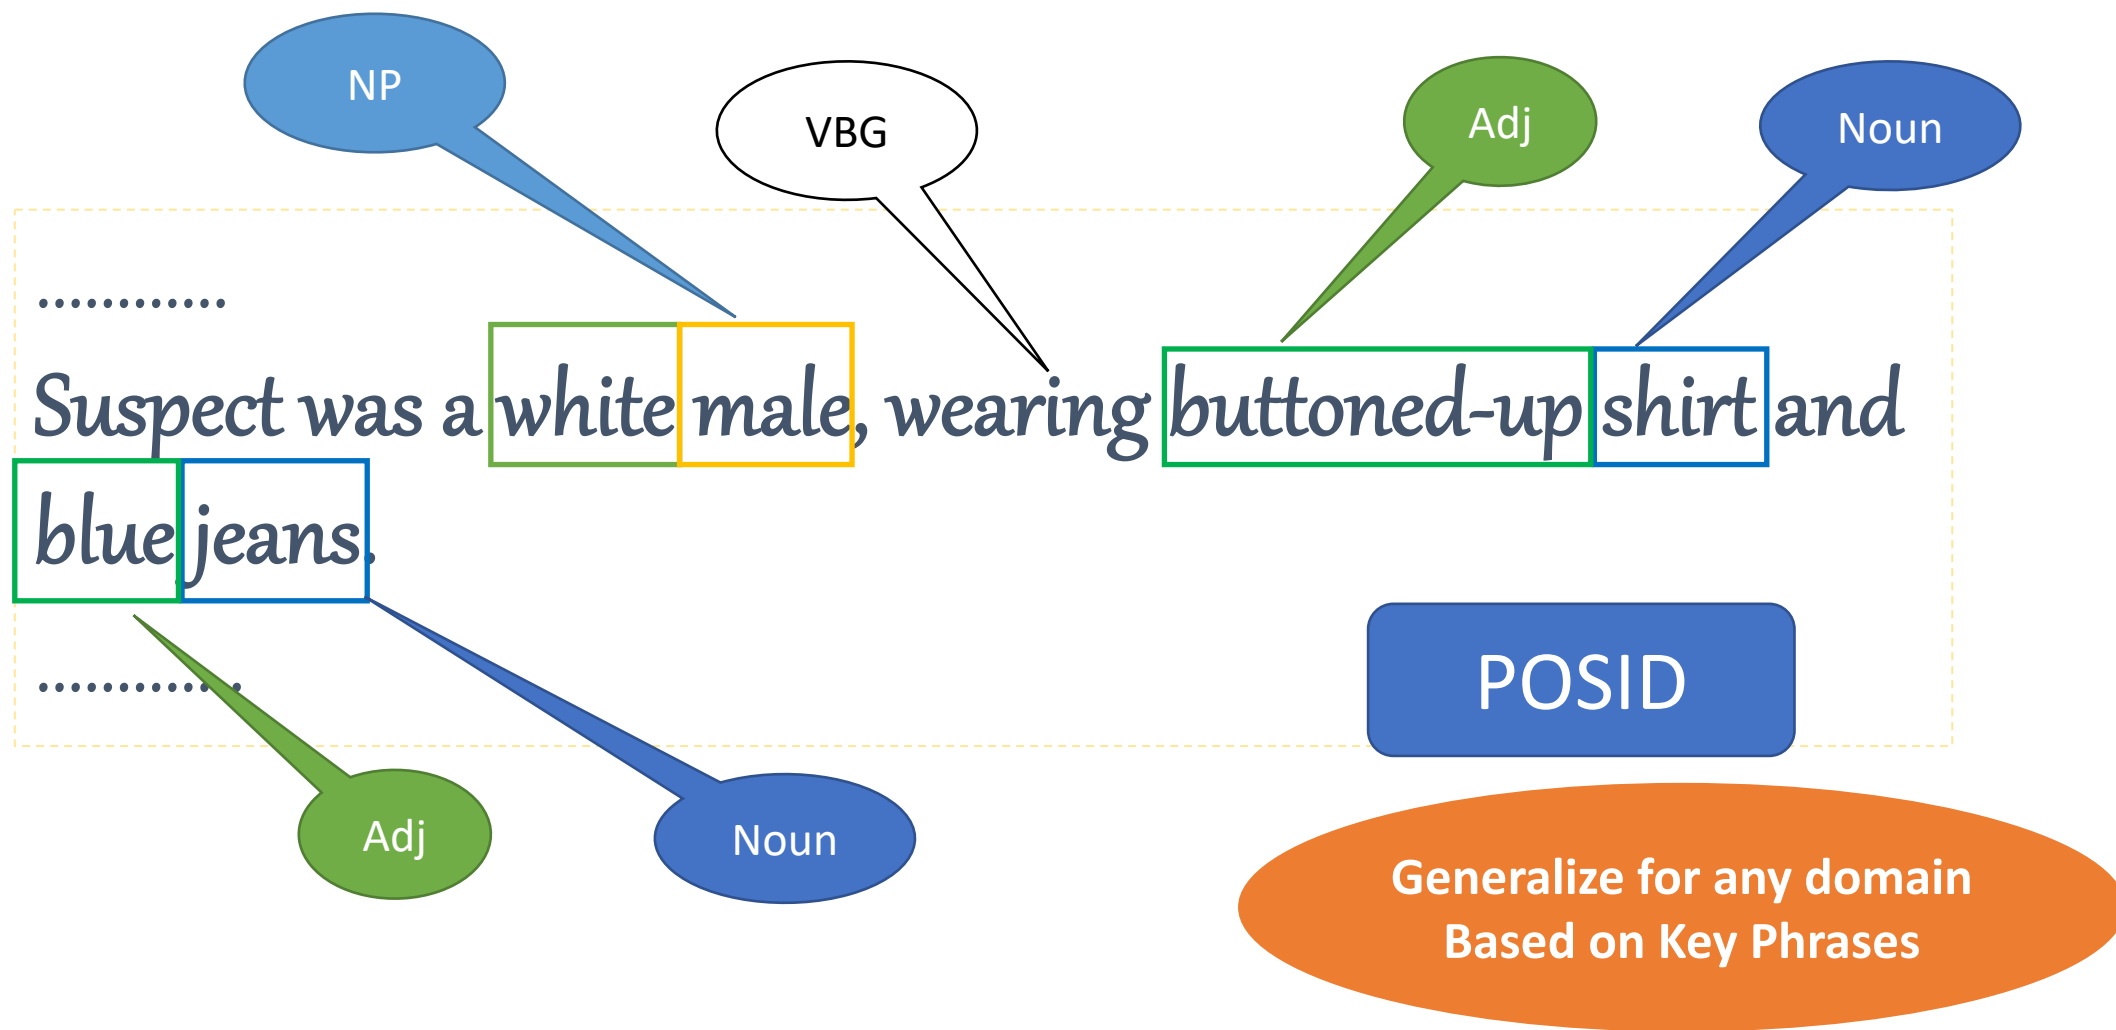 NP
VBG
Adj
Noun
............
Suspect was a white male, wearing buttoned-up shirt and
blue jeans.
.............
POSID
Adj
Noun
Generalize for any domain
Based on Key Phrases